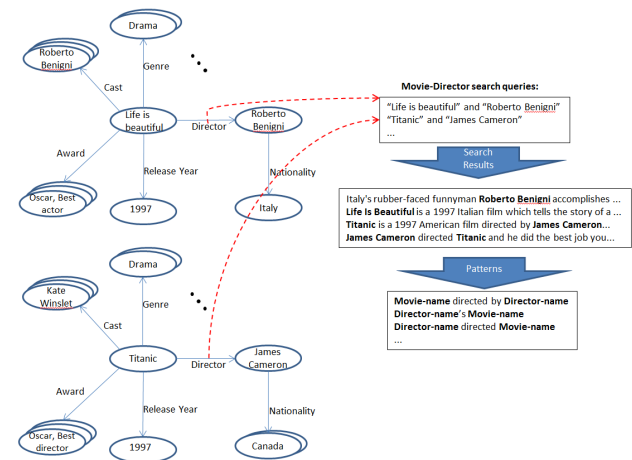 Drama
Roberto
Benigni
Genre
Cast
Life is
beautiful
Director
Roberto
Benigni
Award
Release Year
Nationality
Oscar, Best
actor
1997
Italy
Drama
Kate
Winslet
Genre
Cast
Titanic
Director
James
Cameron
Award
Release Year
Nationality
Oscar, Best
director
1997
Canada
Movie-Director search queries:
“Life is beautiful” and “Roberto Benigni”
“Titanic” and “James Cameron”
...
Search
Results
Italy's rubber-faced funnyman Roberto Benigni accomplishes ...
Life Is Beautiful is a 1997 Italian film which tells the story of a ...
Titanic is a 1997 American film directed by James Cameron...
James Cameron directed Titanic and he did the best job you...
Patterns
Movie-name directed by Director-name
Director-name's Movie-name
Director-name directed Movie-name
...